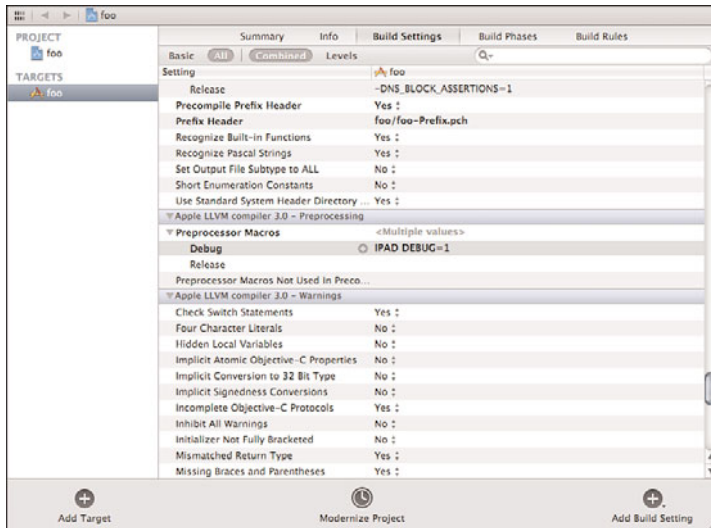 foo
PROJECT
foo
TARGETS
foo
Summary Info Build Settings Build Phases Build Rules
Basic All Combined Levels
Setting foo
Release -DNS_BLOCK_ASSERTIONS=1
Precompile Prefix Header Yes
Prefix Header foo/foo-Prefix.pch
Recognize Built-in Functions Yes
Recognize Pascal Strings Yes
Set Output File Subtype to ALL No
Short Enumeration Constants No
Use Standard System Header Directory ... Yes
Apple LLVM compiler 3.0 - Preprocessing
Preprocessor Macros <Multiple values>
Debug IPAD DEBUG=1
Release
Preprocessor Macros Not Used In Preco...
Apple LLVM compiler 3.0 - Warnings
Check Switch Statements Yes
Four Character Literals No
Hidden Local Variables No
Implicit Atomic Objective-C Properties No
Implicit Conversion to 32 Bit Type No
Implicit Signedness Conversions No
Incomplete Objective-C Protocols Yes
Inhibit All Warnings No
Initializer Not Fully Bracketed No
Mismatched Return Type Yes
Missing Braces and Parentheses Yes
Add Target Modernize Project Add Build Setting